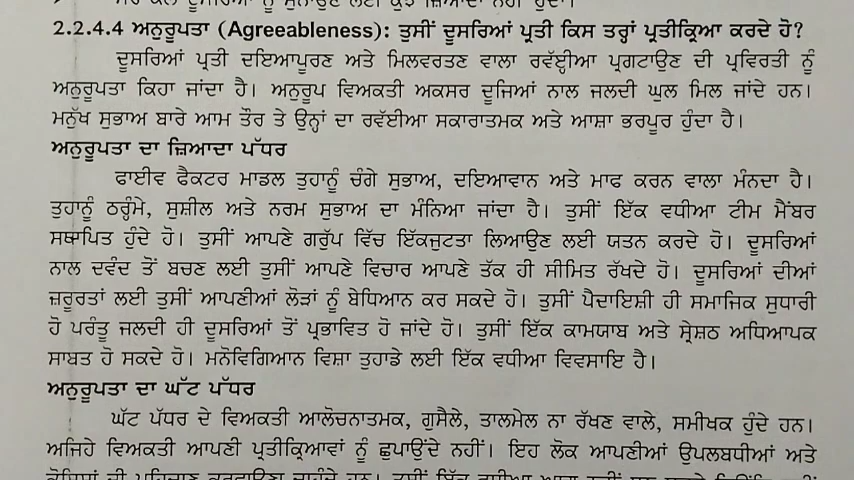 2.2.4.4 ਅਨੁਰੂਪਤਾ (Agreeableness): ਤੁਸੀਂ ਦੂਸਰਿਆਂ ਪ੍ਰਤੀ ਕਿਸ ਤਰ੍ਹਾਂ ਪ੍ਰਤੀਕ੍ਰਿਆ ਕਰਦੇ ਹੋ?
ਦੂਸਰਿਆਂ ਪ੍ਰਤੀ ਦਇਆਪੂਰਣ ਅਤੇ ਮਿਲਵਰਤਣ ਵਾਲਾ ਰਵੱਈਆ ਪ੍ਰਗਟਾਉਣ ਦੀ ਪ੍ਰਵਿਰਤੀ ਨੂੰ
ਅਨੁਰੂਪਤਾ ਕਿਹਾ ਜਾਂਦਾ ਹੈ। ਅਨੁਰੂਪ ਵਿਅਕਤੀ ਅਕਸਰ ਦੂਜਿਆਂ ਨਾਲ ਜਲਦੀ ਘੁਲ ਮਿਲ ਜਾਂਦੇ ਹਨ।
ਮਨੁੱਖ ਸੁਭਾਅ ਬਾਰੇ ਆਮ ਤੌਰ ਤੇ ਉਨ੍ਹਾਂ ਦਾ ਰਵੱਈਆ ਸਕਾਰਾਤਮਕ ਅਤੇ ਆਸ਼ਾ ਭਰਪੂਰ ਹੁੰਦਾ ਹੈ।
ਅਨੁਰੂਪਤਾ ਦਾ ਜ਼ਿਆਦਾ ਪੱਧਰ
ਫਾਈਵ ਫੈਕਟਰ ਮਾਡਲ ਤੁਹਾਨੂੰ ਚੰਗੇ ਸੁਭਾਅ, ਦਇਆਵਾਨ ਅਤੇ ਮਾਫ ਕਰਨ ਵਾਲਾ ਮੰਨਦਾ ਹੈ।
ਤੁਹਾਨੂੰ ਠਰ੍ਹੰਮੇ, ਸੁਸ਼ੀਲ ਅਤੇ ਨਰਮ ਸੁਭਾਅ ਦਾ ਮੰਨਿਆ ਜਾਂਦਾ ਹੈ। ਤੁਸੀਂ ਇੱਕ ਵਧੀਆ ਟੀਮ ਮੈਂਬਰ
ਸਥਾਪਿਤ ਹੁੰਦੇ ਹੋ। ਤੁਸੀਂ ਆਪਣੇ ਗਰੁੱਪ ਵਿੱਚ ਇੱਕਜੁਟਤਾ ਲਿਆਉਣ ਲਈ ਯਤਨ ਕਰਦੇ ਹੋ। ਦੂਸਰਿਆਂ
ਨਾਲ ਦਵੰਦ ਤੋਂ ਬਚਣ ਲਈ ਤੁਸੀਂ ਆਪਣੇ ਵਿਚਾਰ ਆਪਣੇ ਤੱਕ ਹੀ ਸੀਮਿਤ ਰੱਖਦੇ ਹੋ। ਦੂਸਰਿਆਂ ਦੀਆਂ
ਜ਼ਰੂਰਤਾਂ ਲਈ ਤੁਸੀਂ ਆਪਣੀਆਂ ਲੋੜਾਂ ਨੂੰ ਬੇਧਿਆਨ ਕਰ ਸਕਦੇ ਹੋ। ਤੁਸੀਂ ਪੈਦਾਇਸ਼ੀ ਹੀ ਸਮਾਜਿਕ ਸੁਧਾਰੀ
ਹੋ ਪਰੰਤੂ ਜਲਦੀ ਹੀ ਦੂਸਰਿਆਂ ਤੋਂ ਪ੍ਰਭਾਵਿਤ ਹੋ ਜਾਂਦੇ ਹੋ। ਤੁਸੀਂ ਇੱਕ ਕਾਮਯਾਬ ਅਤੇ ਸ੍ਰੇਸ਼ਠ ਅਧਿਆਪਕ
ਸਾਬਤ ਹੋ ਸਕਦੇ ਹੋ। ਮਨੋਵਿਗਿਆਨ ਵਿਸ਼ਾ ਤੁਹਾਡੇ ਲਈ ਇੱਕ ਵਧੀਆ ਵਿਵਸਾਇ ਹੈ।
ਅਨੁਰੂਪਤਾ ਦਾ ਘੱਟ ਪੱਧਰ
ਘੱਟ ਪੱਧਰ ਦੇ ਵਿਅਕਤੀ ਆਲੋਚਨਾਤਮਕ, ਗੁਸੈਲੇ, ਤਾਲਮੇਲ ਨਾ ਰੱਖਣ ਵਾਲੇ, ਸਮੀਖਕ ਹੁੰਦੇ ਹਨ।
ਅਜਿਹੇ ਵਿਅਕਤੀ ਆਪਣੀ ਪ੍ਰਤੀਕ੍ਰਿਆਵਾਂ ਨੂੰ ਛੁਪਾਉਂਦੇ ਨਹੀਂ। ਇਹ ਲੋਕ ਆਪਣੀਆਂ ਉਪਲਬਧੀਆਂ ਅਤੇ